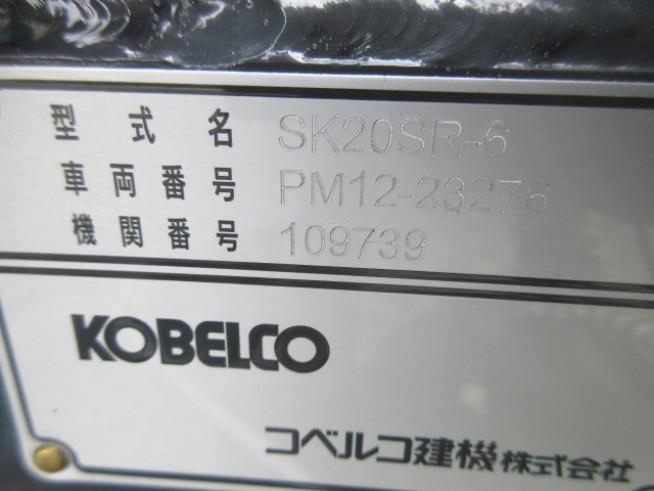 型式名 SK20SR-6
車両番号 PM12-23276
機関番号 109739
KOBELCO
コベルコ建機株式会社